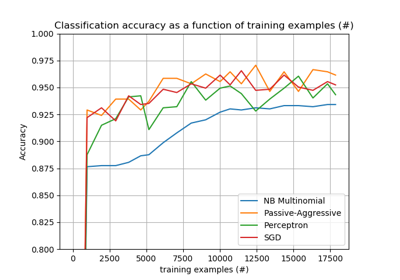 Classification accuracy as a function of training examples (#)
1.000
0.975
0.950
0.925
0.900
0.875
0.850
0.825
0.800
Accuracy
NB Multinomial
Passive-Aggressive
Perceptron
SGD
0 2500 5000 7500 10000 12500 15000 17500
training examples (#)